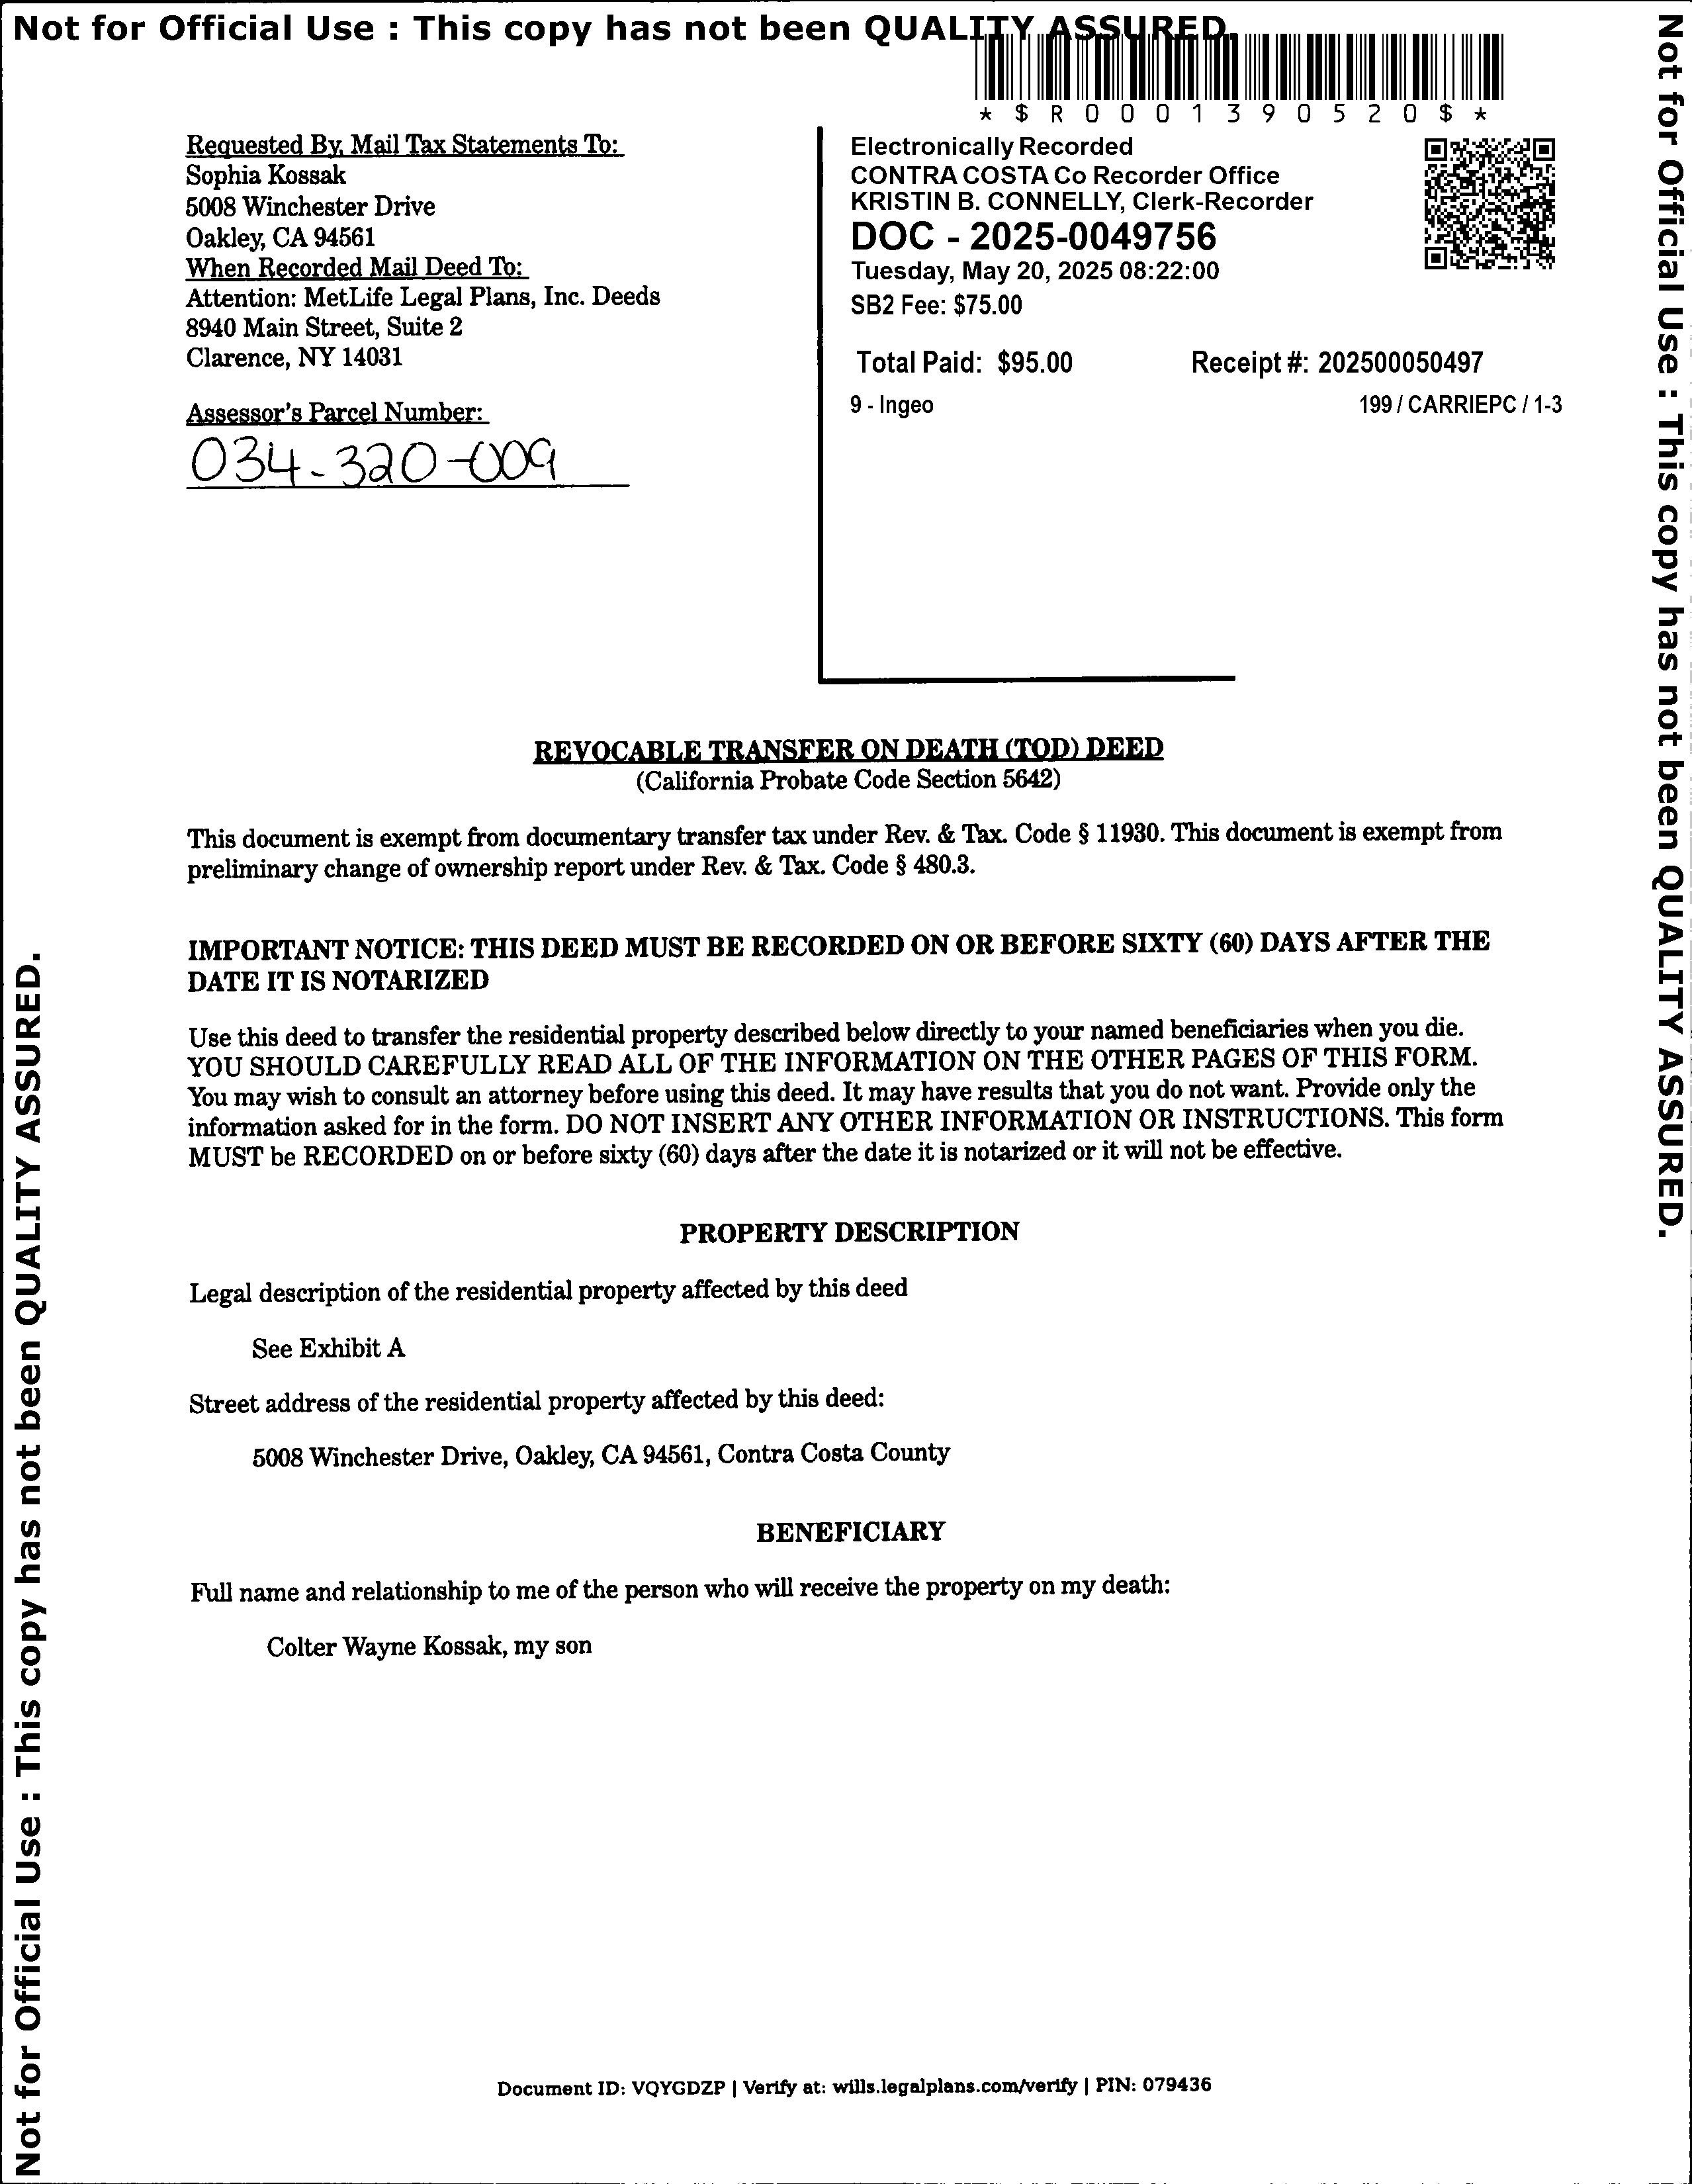 Not for Official Use : This copy has not been QUALITY ASSURED.
* $ R 0 0 0 1 3 9 0 5 2 0 $ *
Requested By, Mail Tax Statements To:
Sophia Kossak
5008 Winchester Drive
Oakley, CA 94561
When Recorded Mail Deed To:
Attention: MetLife Legal Plans, Inc. Deeds
8940 Main Street, Suite 2
Clarence, NY 14031
Assessor's Parcel Number:
034-320-009
Electronically Recorded
CONTRA COSTA Co Recorder Office
KRISTIN B. CONNELLY, Clerk-Recorder
DOC - 2025-0049756
Tuesday, May 20, 2025 08:22:00
SB2 Fee: $75.00
Total Paid: $95.00 Receipt #: 202500050497
9 - Ingeo 199 / CARRIEPC / 1-3
REVOCABLE TRANSFER ON DEATH (TOD) DEED
(California Probate Code Section 5642)
This document is exempt from documentary transfer tax under Rev. & Tax. Code § 11930. This document is exempt from
preliminary change of ownership report under Rev. & Tax. Code § 480.3.
IMPORTANT NOTICE: THIS DEED MUST BE RECORDED ON OR BEFORE SIXTY (60) DAYS AFTER THE
DATE IT IS NOTARIZED
Use this deed to transfer the residential property described below directly to your named beneficiaries when you die.
YOU SHOULD CAREFULLY READ ALL OF THE INFORMATION ON THE OTHER PAGES OF THIS FORM.
You may wish to consult an attorney before using this deed. It may have results that you do not want. Provide only the
information asked for in the form. DO NOT INSERT ANY OTHER INFORMATION OR INSTRUCTIONS. This form
MUST be RECORDED on or before sixty (60) days after the date it is notarized or it will not be effective.
PROPERTY DESCRIPTION
Legal description of the residential property affected by this deed
See Exhibit A
Street address of the residential property affected by this deed:
5008 Winchester Drive, Oakley, CA 94561, Contra Costa County
BENEFICIARY
Full name and relationship to me of the person who will receive the property on my death:
Colter Wayne Kossak, my son
Document ID: VQYGDZP | Verify at: wills.legalplans.com/verify | PIN: 079436
Not for Official Use : This copy has not been QUALITY ASSURED.
Not for Official Use : This copy has not been QUALITY ASSURED.